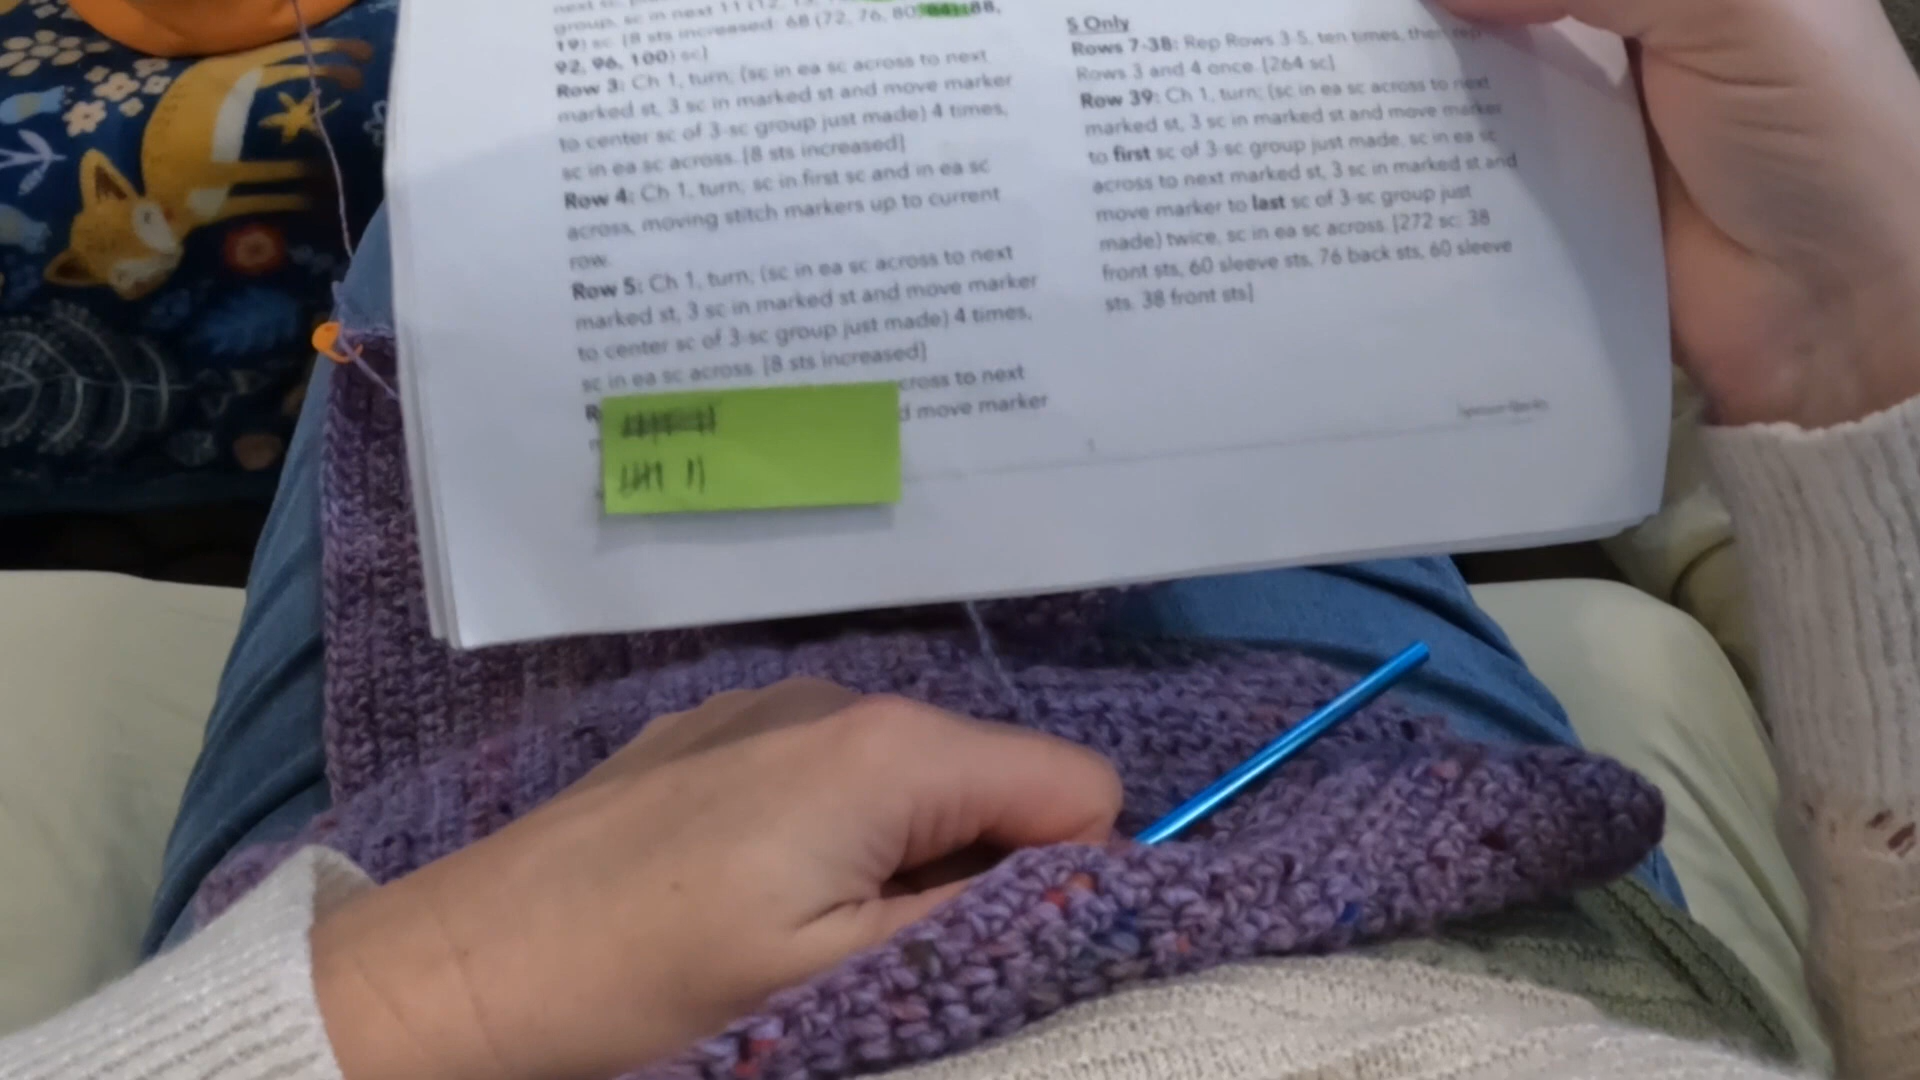 group, sc in next 11 (12, 13,
19) sc [8 sts increased: 68 (72, 76, 80, 84, 88,
92, 96, 100) sc]
Row 3: Ch 1, turn; (sc in ea sc across to next
marked st, 3 sc in marked st and move marker
to center sc of 3-sc group just made) 4 times,
sc in ea sc across. [8 sts increased]
Row 4: Ch 1, turn; sc in first sc and in ea sc
across, moving stitch markers up to current
row.
Row 5: Ch 1, turn; (sc in ea sc across to next
marked st, 3 sc in marked st and move marker
to center sc of 3-sc group just made) 4 times,
sc in ea sc across. [8 sts increased]
cross to next
d move marker
S Only
Rows 7-38: Rep Rows 3-5, ten times, then rep
Rows 3 and 4 once. [264 sc]
Row 39: Ch 1, turn; (sc in ea sc across to next
marked st, 3 sc in marked st and move marker
to first sc of 3-sc group just made, sc in ea sc
across to next marked st, 3 sc in marked st and
move marker to last sc of 3-sc group just
made) twice, sc in ea sc across. [272 sc: 38
front sts, 60 sleeve sts, 76 back sts, 60 sleeve
sts, 38 front sts]